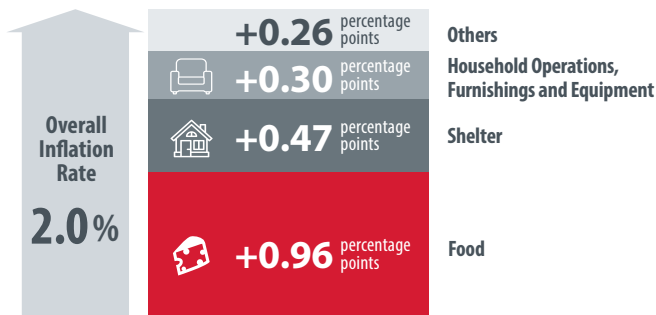 Overall
Inflation
Rate
2.0%
+0.26 percentage points
Others
+0.30 percentage points
Household Operations,
Furnishings and Equipment
+0.47 percentage points
Shelter
+0.96 percentage points
Food